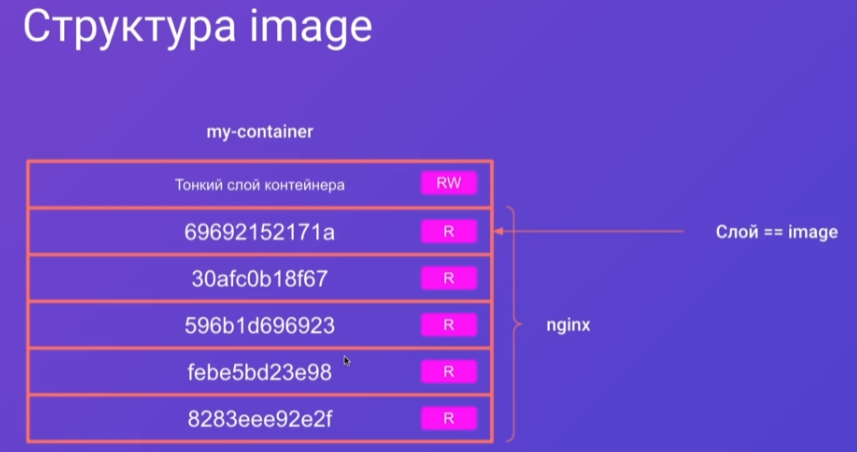 Структура image
my-container
Тонкий слой контейнера RW
69692152171a R
Слой == image
30afc0b18f67 R
596b1d696923 R
nginx
febe5bd23e98 R
8283eee92e2f R